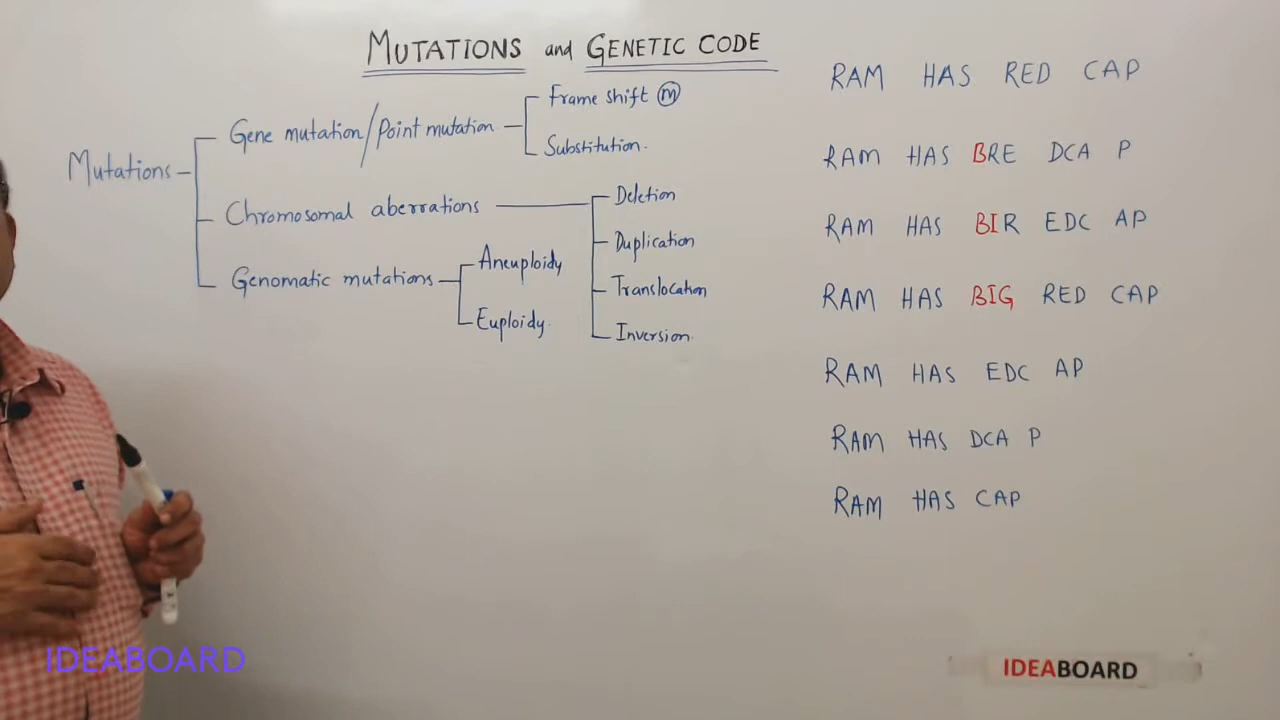 MUTATIONS and GENETIC CODE
Mutations
Gene mutation/Point mutation
Frame shift (m)
Substitution.
Chromosomal aberrations
Deletion
Duplication
Translocation
Inversion.
Genomatic mutations
Aneuploidy
Euploidy.
RAM HAS RED CAP
RAM HAS BRE DCA P
RAM HAS BIR EDC AP
RAM HAS BIG RED CAP
RAM HAS EDC AP
RAM HAS DCA P
RAM HAS CAP
IDEABOARD
IDEABOARD